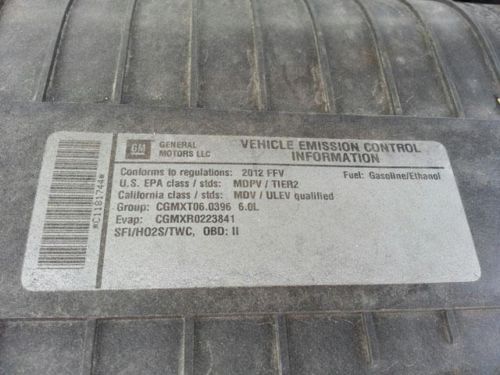 GM GENERAL MOTORS LLC
VEHICLE EMISSION CONTROL INFORMATION
Conforms to regulations: 2012 FFV Fuel: Gasoline/Ethanol
U.S. EPA class / stds: MDPV / TIER2
California class / stds: MDV / ULEV qualified
Group: CGMXT06.0396 6.0L
Evap: CGMXR0223841
SFI/HO2S/TWC, OBD: II
*C1181744*